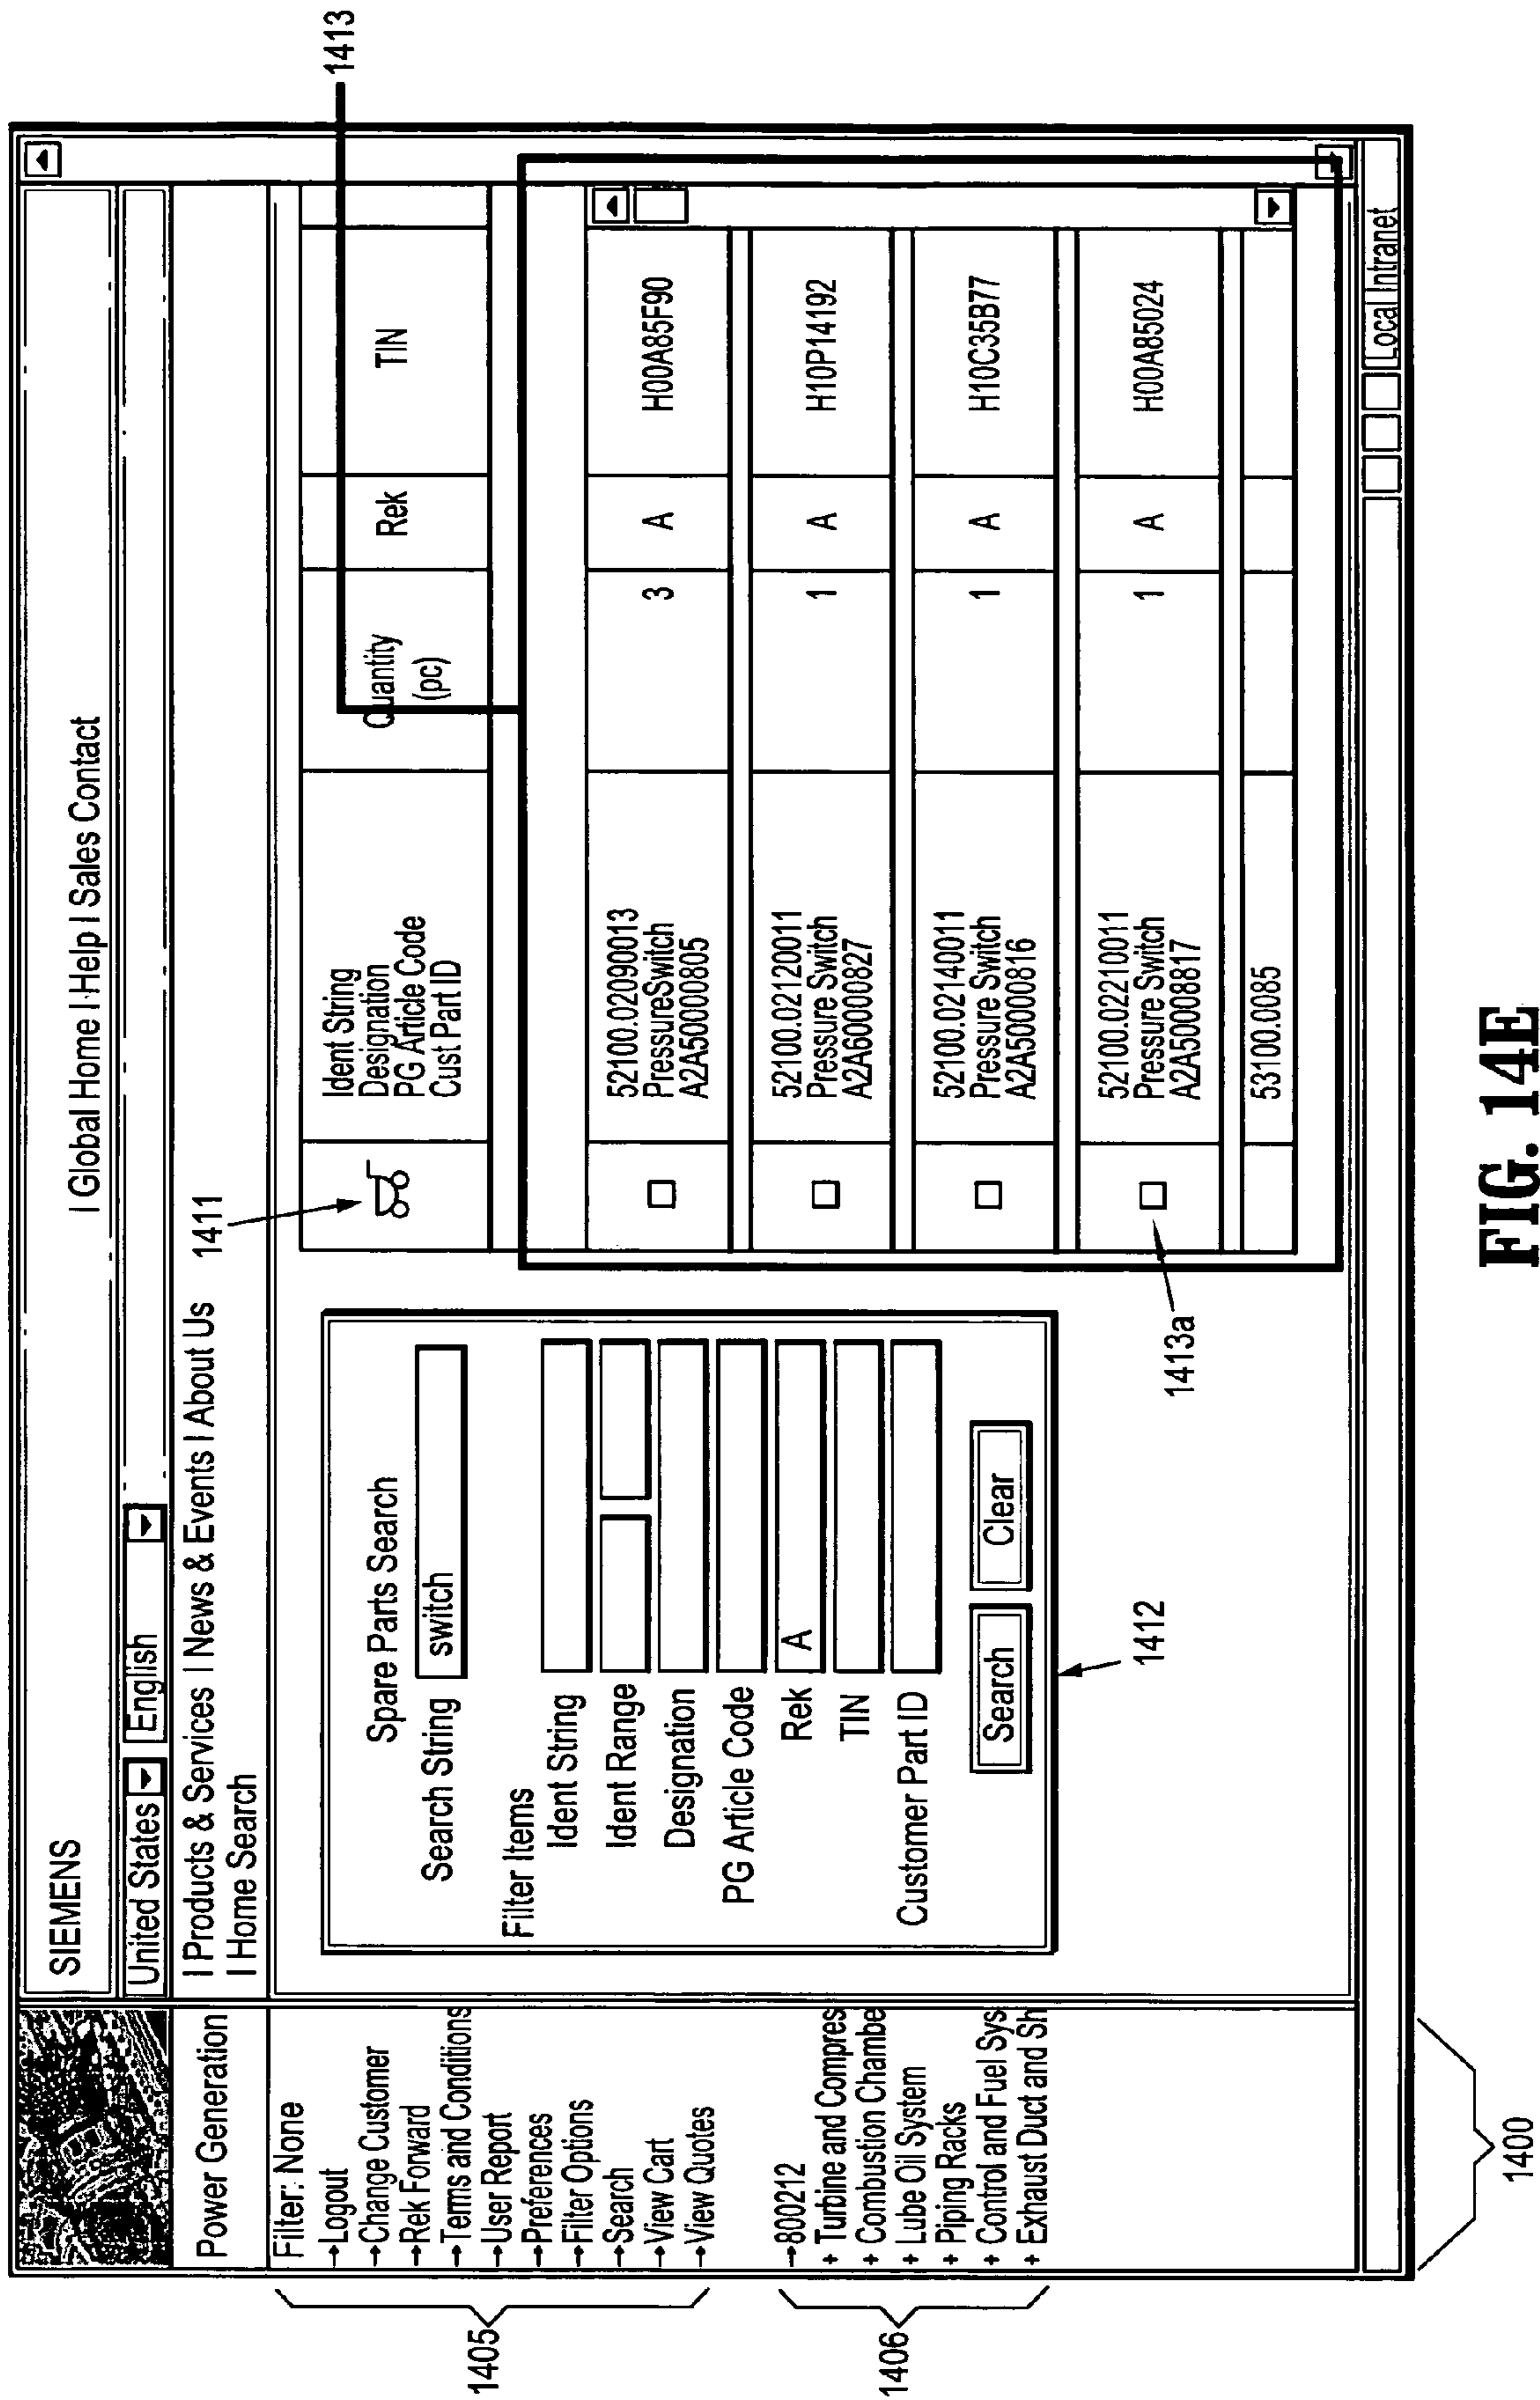 SIEMENS
| Global Home | Help | Sales Contact
United States English
Power Generation
| Products & Services | News & Events | About Us
| Home Search
Filter: None
→Logout
→Change Customer
→Rek Forward
→Terms and Conditions
→User Report
→Preferences
→Filter Options
→Search
→View Cart
→View Quotes
→800212
+ Turbine and Compres
+ Combustion Chambe
+ Lube Oil System
+ Piping Racks
+ Control and Fuel Sys
+ Exhaust Duct and Sh
1405
1406
1400
Spare Parts Search
Search String switch
Filter Items
Ident String
Ident Range
Designation
PG Article Code
Rek A
TIN
Customer Part ID
Search Clear
1412
1411
1413
Ident String
Designation
PG Article Code
Cust Part ID
Quantity
(pc)
Rek
TIN
52100.02090013
PressureSwitch
A2A50000805
3 A H00A85F90
52100.02120011
Pressure Switch
A2A60000827
1 A H10P14192
52100.02140011
Pressure Switch
A2A50000816
1 A H10C35B77
52100.02210011
Pressure Switch
A2A50008817
1 A H00A85024
53100.0085
1413a
Local Intranet
FIG. 14E